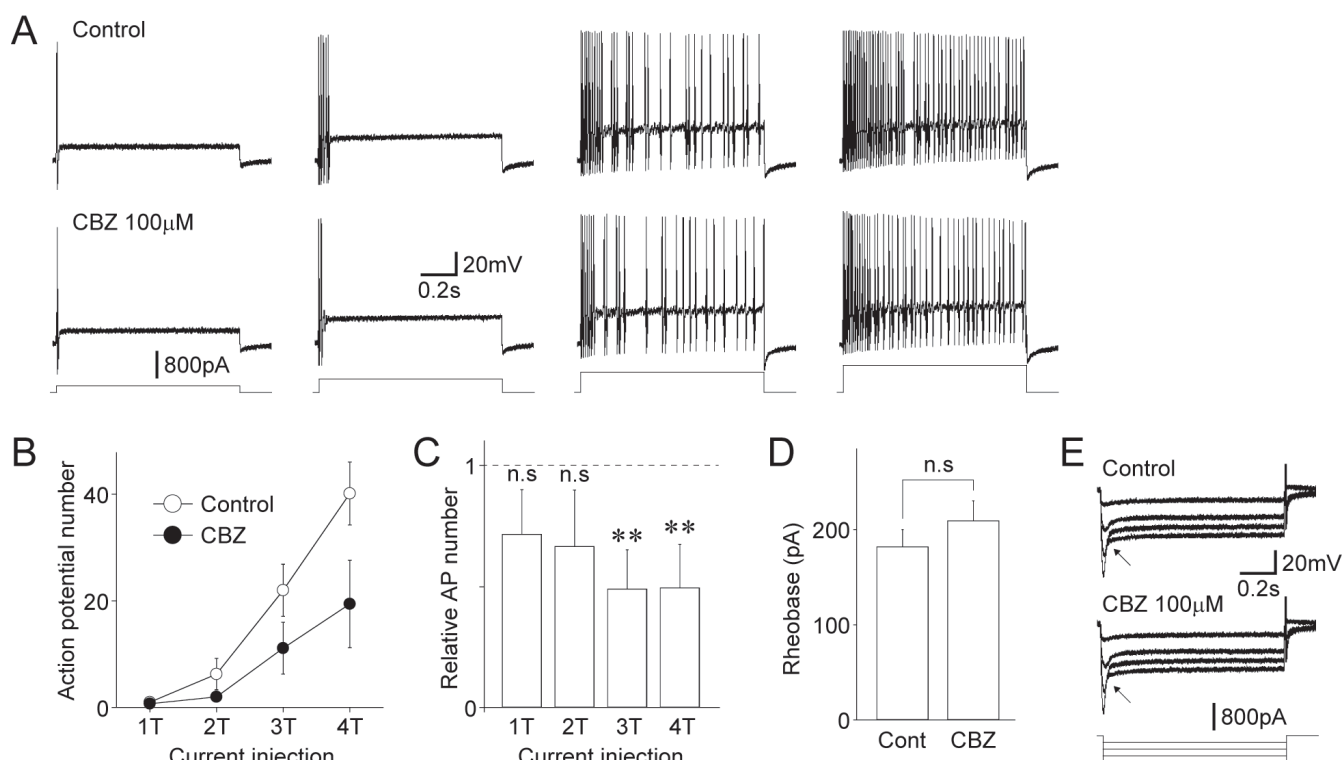 A
Control
CBZ 100μM
20mV
0.2s
800pA
B
Action potential number
40
20
0
Control
CBZ
1T 2T 3T 4T
Current injection
C
Relative AP number
1
0
n.s n.s ** **
1T 2T 3T 4T
Current injection
D
Rheobase (pA)
200
100
0
n.s
Cont CBZ
E
Control
20mV
0.2s
CBZ 100μM
800pA